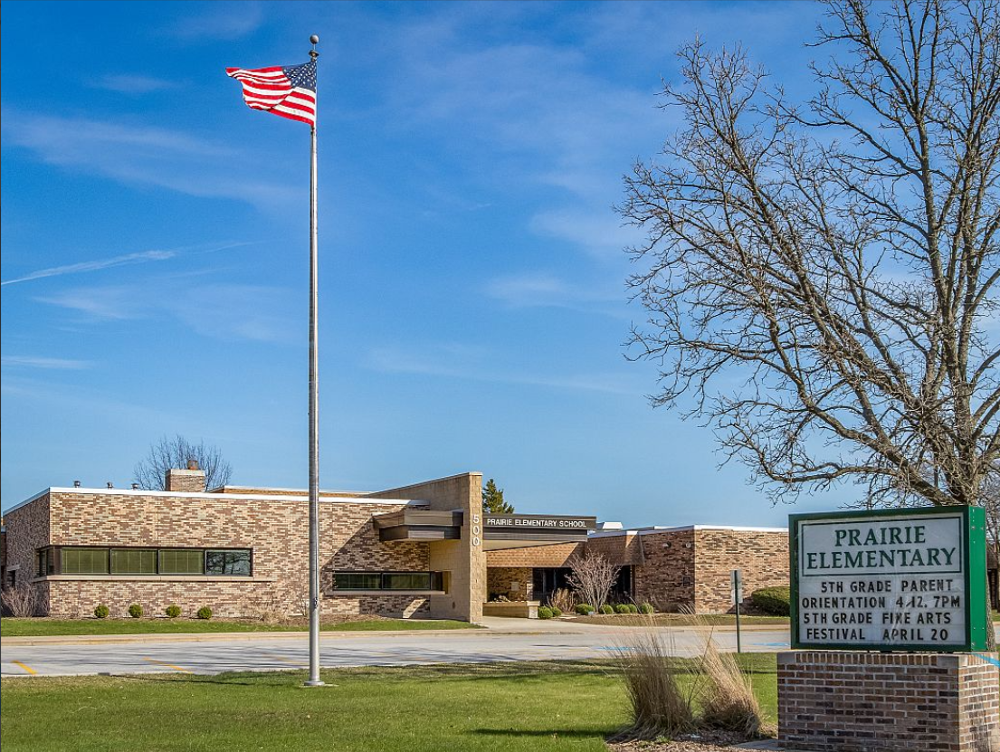 500
PRAIRIE ELEMENTARY SCHOOL
PRAIRIE
ELEMENTARY
5TH GRADE PARENT
ORIENTATION 4.12, 7PM
5TH GRADE FINE ARTS
FESTIVAL APRIL 20